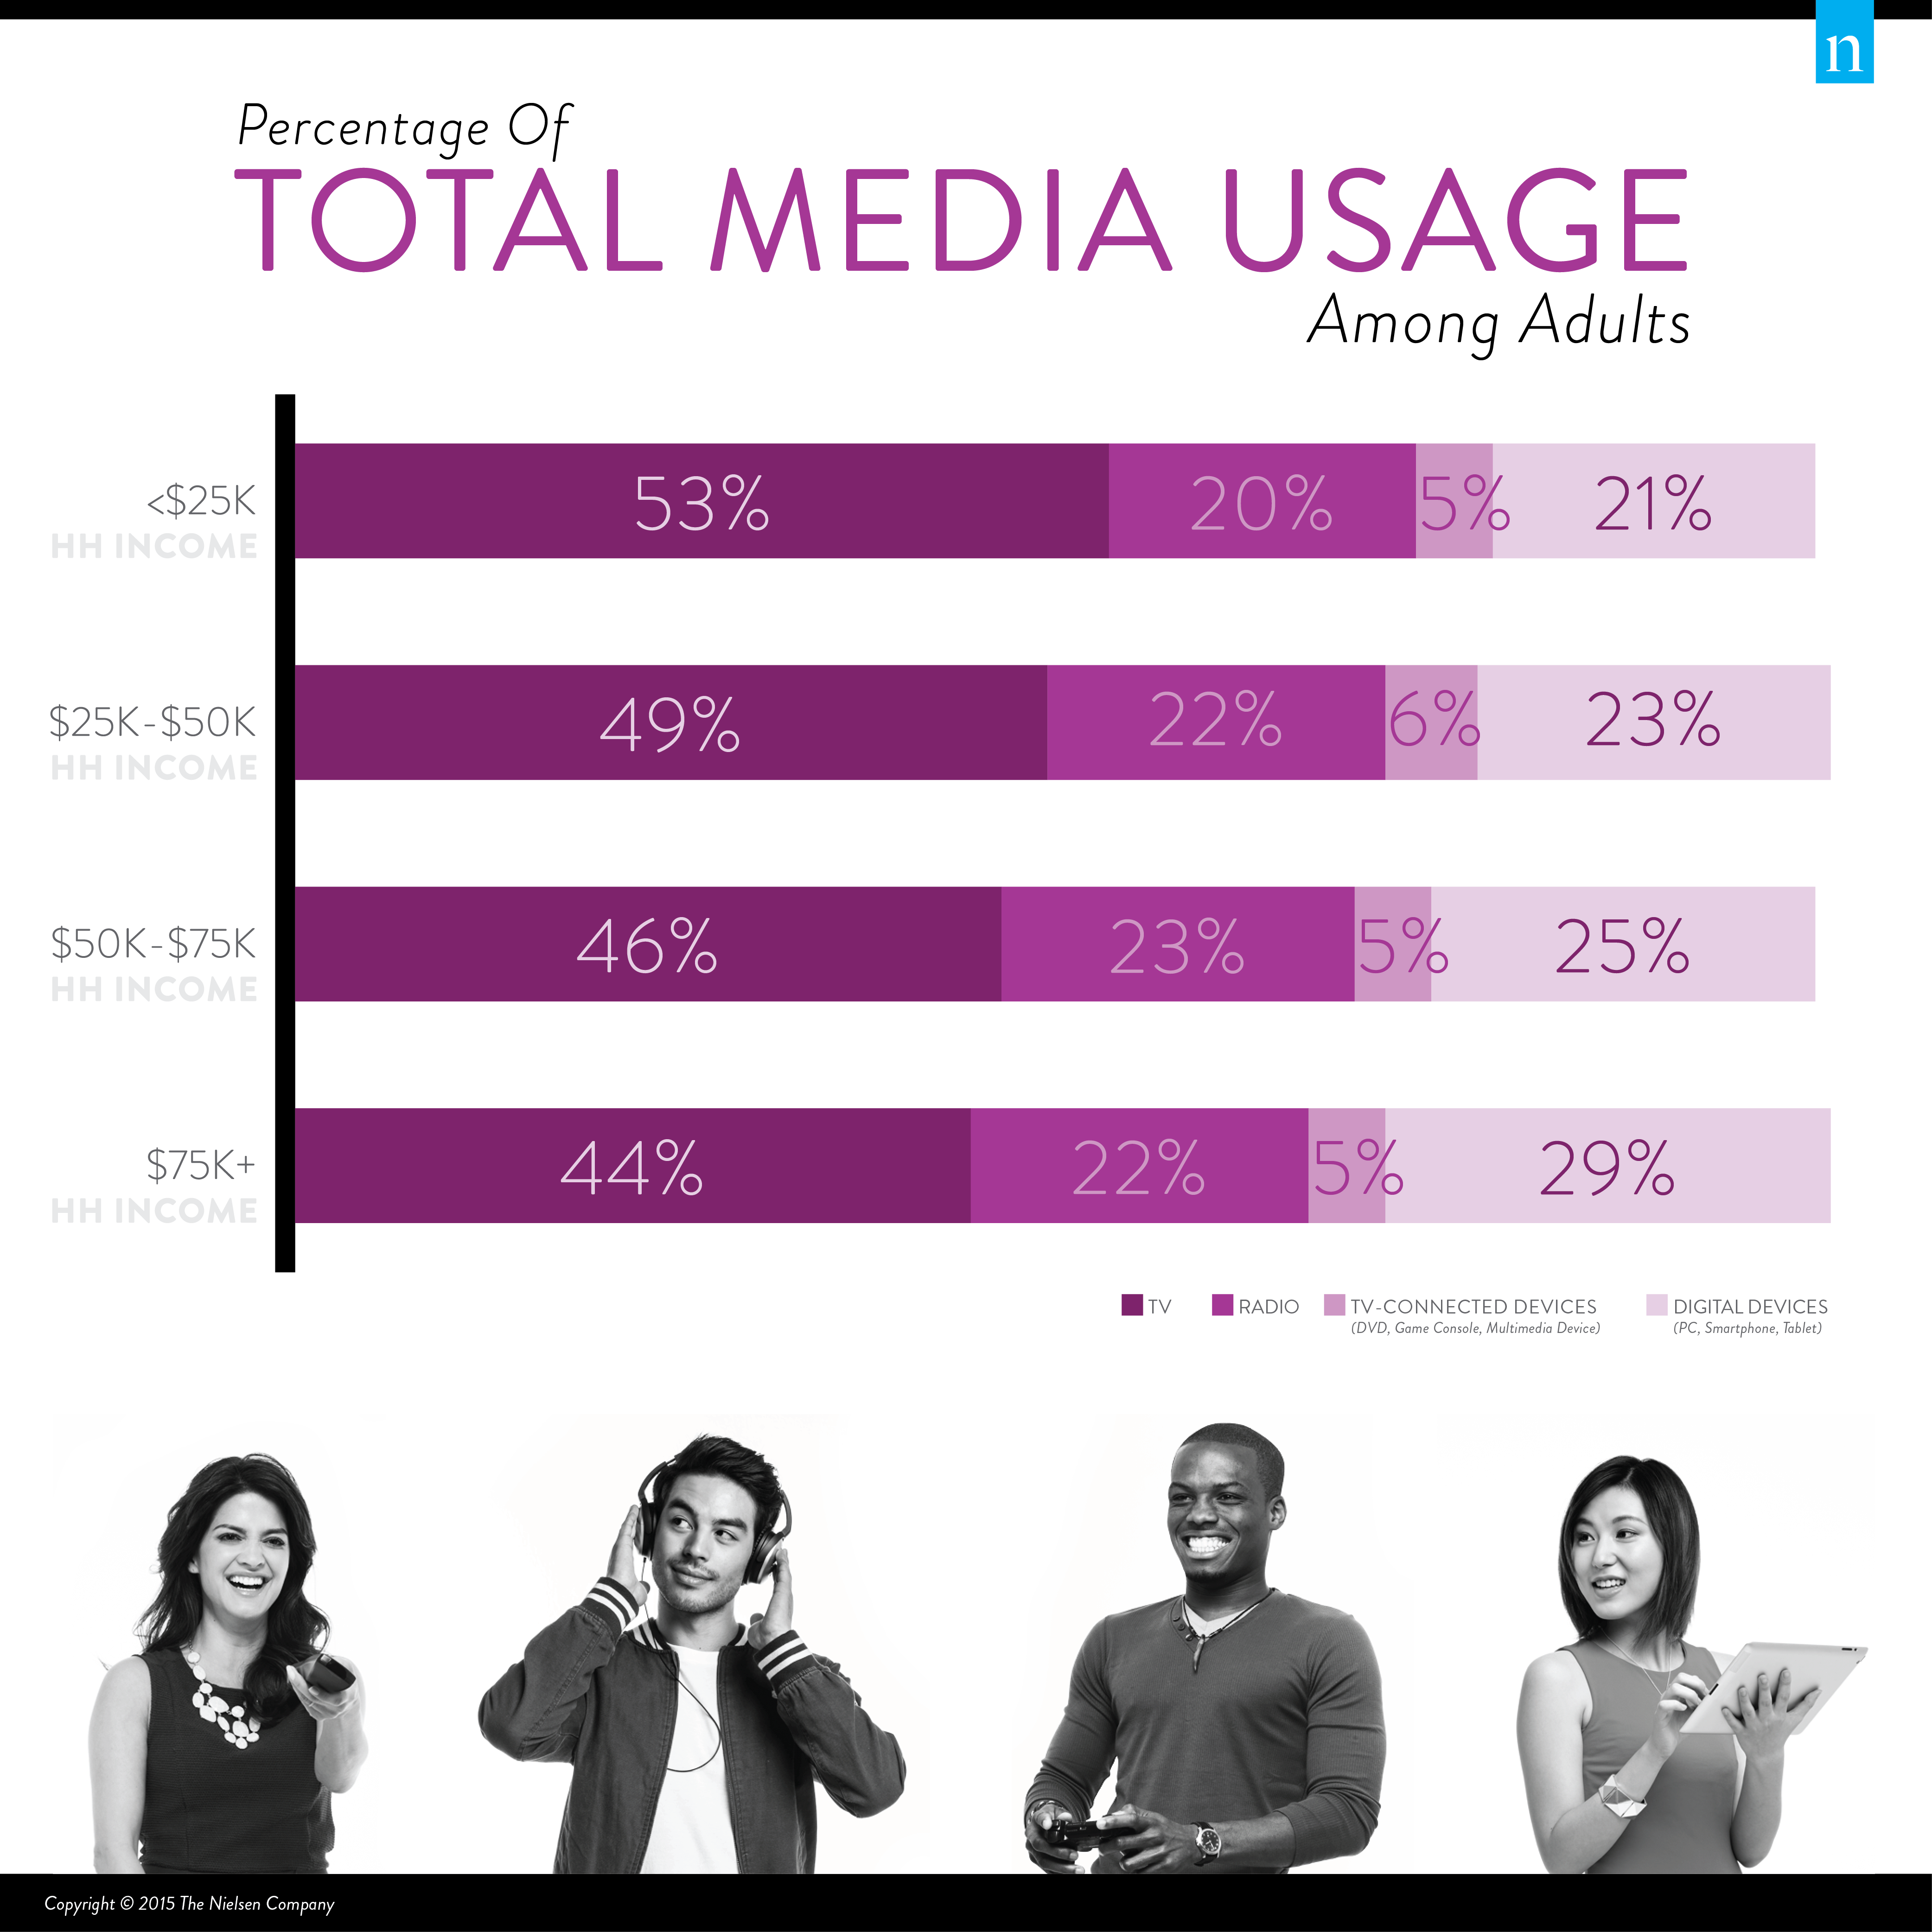 n
Percentage Of
TOTAL MEDIA USAGE
Among Adults
<$25K
HH INCOME
53% 20% 5% 21%
$25K-$50K
HH INCOME
49% 22% 6% 23%
$50K-$75K
HH INCOME
46% 23% 5% 25%
$75K+
HH INCOME
44% 22% 5% 29%
TV RADIO TV-CONNECTED DEVICES DIGITAL DEVICES
(DVD, Game Console, Multimedia Device) (PC, Smartphone, Tablet)
Copyright © 2015 The Nielsen Company